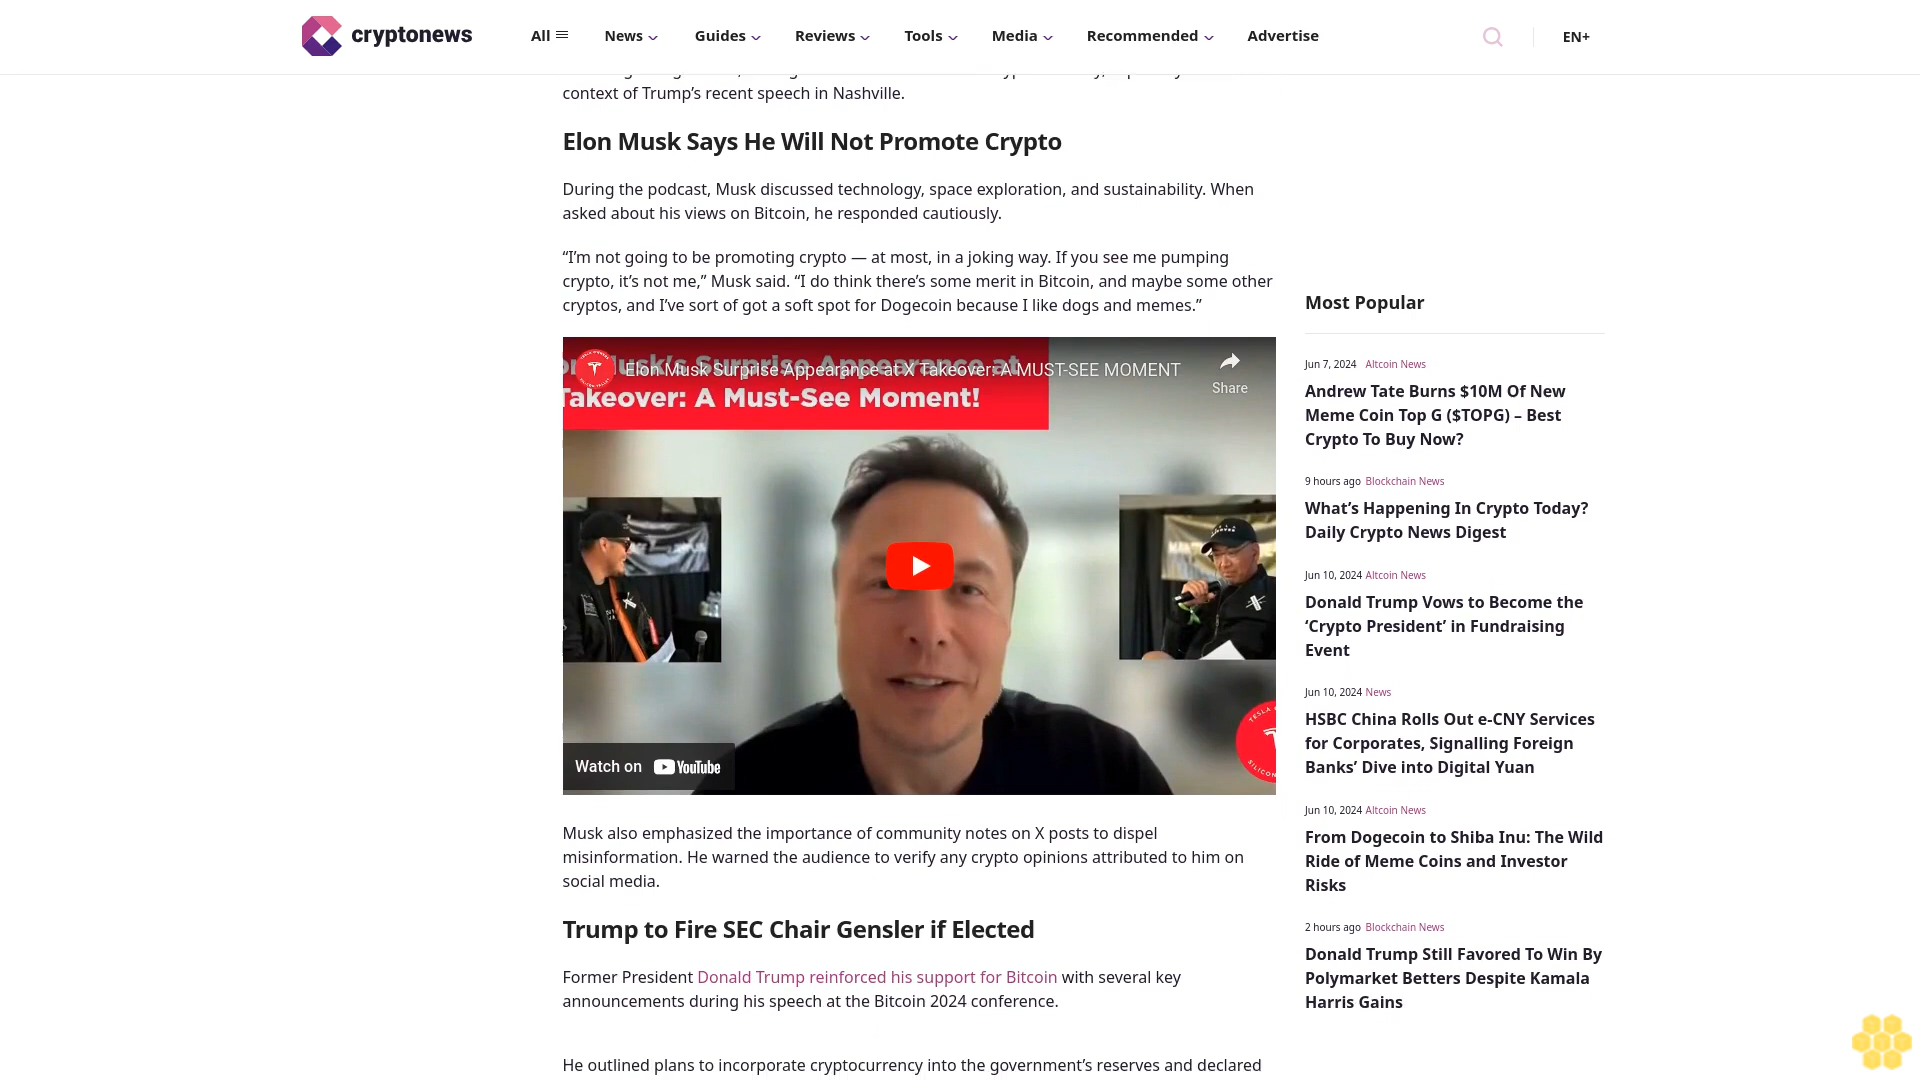 cryptonews
All
News
Guides
Reviews
Tools
Media
Recommended
Advertise
EN+
context of Trump’s recent speech in Nashville.
Elon Musk Says He Will Not Promote Crypto
During the podcast, Musk discussed technology, space exploration, and sustainability. When
asked about his views on Bitcoin, he responded cautiously.
“I’m not going to be promoting crypto — at most, in a joking way. If you see me pumping
crypto, it’s not me,” Musk said. “I do think there’s some merit in Bitcoin, and maybe some other
cryptos, and I’ve sort of got a soft spot for Dogecoin because I like dogs and memes.”
Musk's Surprise Appearance at
Elon Musk Surprise Appearance at X Takeover: A MUST-SEE MOMENT
Share
Takeover: A Must-See Moment!
Watch on YouTube
Musk also emphasized the importance of community notes on X posts to dispel
misinformation. He warned the audience to verify any crypto opinions attributed to him on
social media.
Trump to Fire SEC Chair Gensler if Elected
Former President Donald Trump reinforced his support for Bitcoin with several key
announcements during his speech at the Bitcoin 2024 conference.
He outlined plans to incorporate cryptocurrency into the government’s reserves and declared
Most Popular
Jun 7, 2024 Altcoin News
Andrew Tate Burns $10M Of New
Meme Coin Top G ($TOPG) – Best
Crypto To Buy Now?
9 hours ago Blockchain News
What’s Happening In Crypto Today?
Daily Crypto News Digest
Jun 10, 2024 Altcoin News
Donald Trump Vows to Become the
‘Crypto President’ in Fundraising
Event
Jun 10, 2024 News
HSBC China Rolls Out e-CNY Services
for Corporates, Signalling Foreign
Banks’ Dive into Digital Yuan
Jun 10, 2024 Altcoin News
From Dogecoin to Shiba Inu: The Wild
Ride of Meme Coins and Investor
Risks
2 hours ago Blockchain News
Donald Trump Still Favored To Win By
Polymarket Betters Despite Kamala
Harris Gains